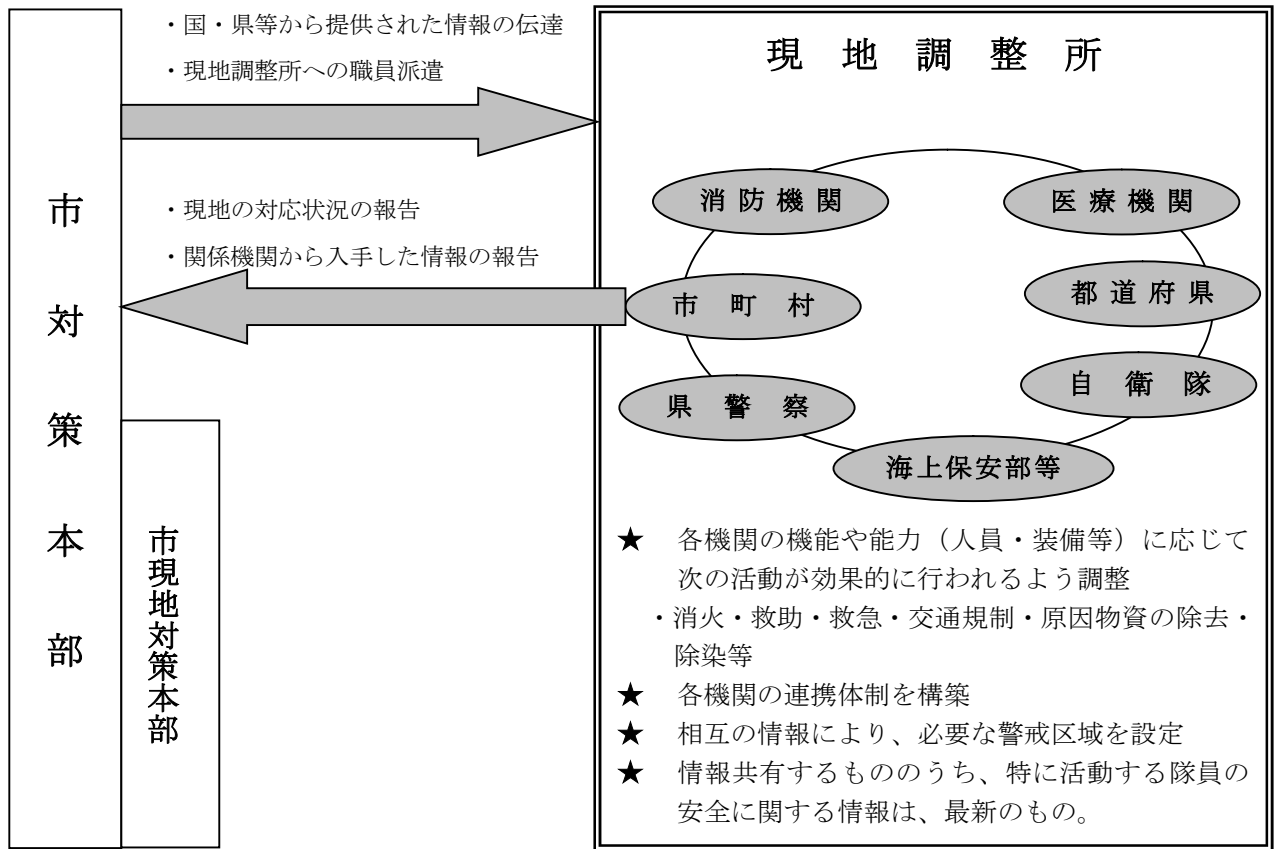 市対策本部
市現地対策本部
・国・県等から提供された情報の伝達
・現地調整所への職員派遣
・現地の対応状況の報告
・関係機関から入手した情報の報告
現地調整所
消防機関
医療機関
市町村
都道府県
県警察
自衛隊
海上保安部等
★ 各機関の機能や能力（人員・装備等）に応じて
次の活動が効果的に行われるよう調整
・消火・救助・救急・交通規制・原因物資の除去・
除染等
★ 各機関の連携体制を構築
★ 相互の情報により、必要な警戒区域を設定
★ 情報共有するもののうち、特に活動する隊員の
安全に関する情報は、最新のもの。